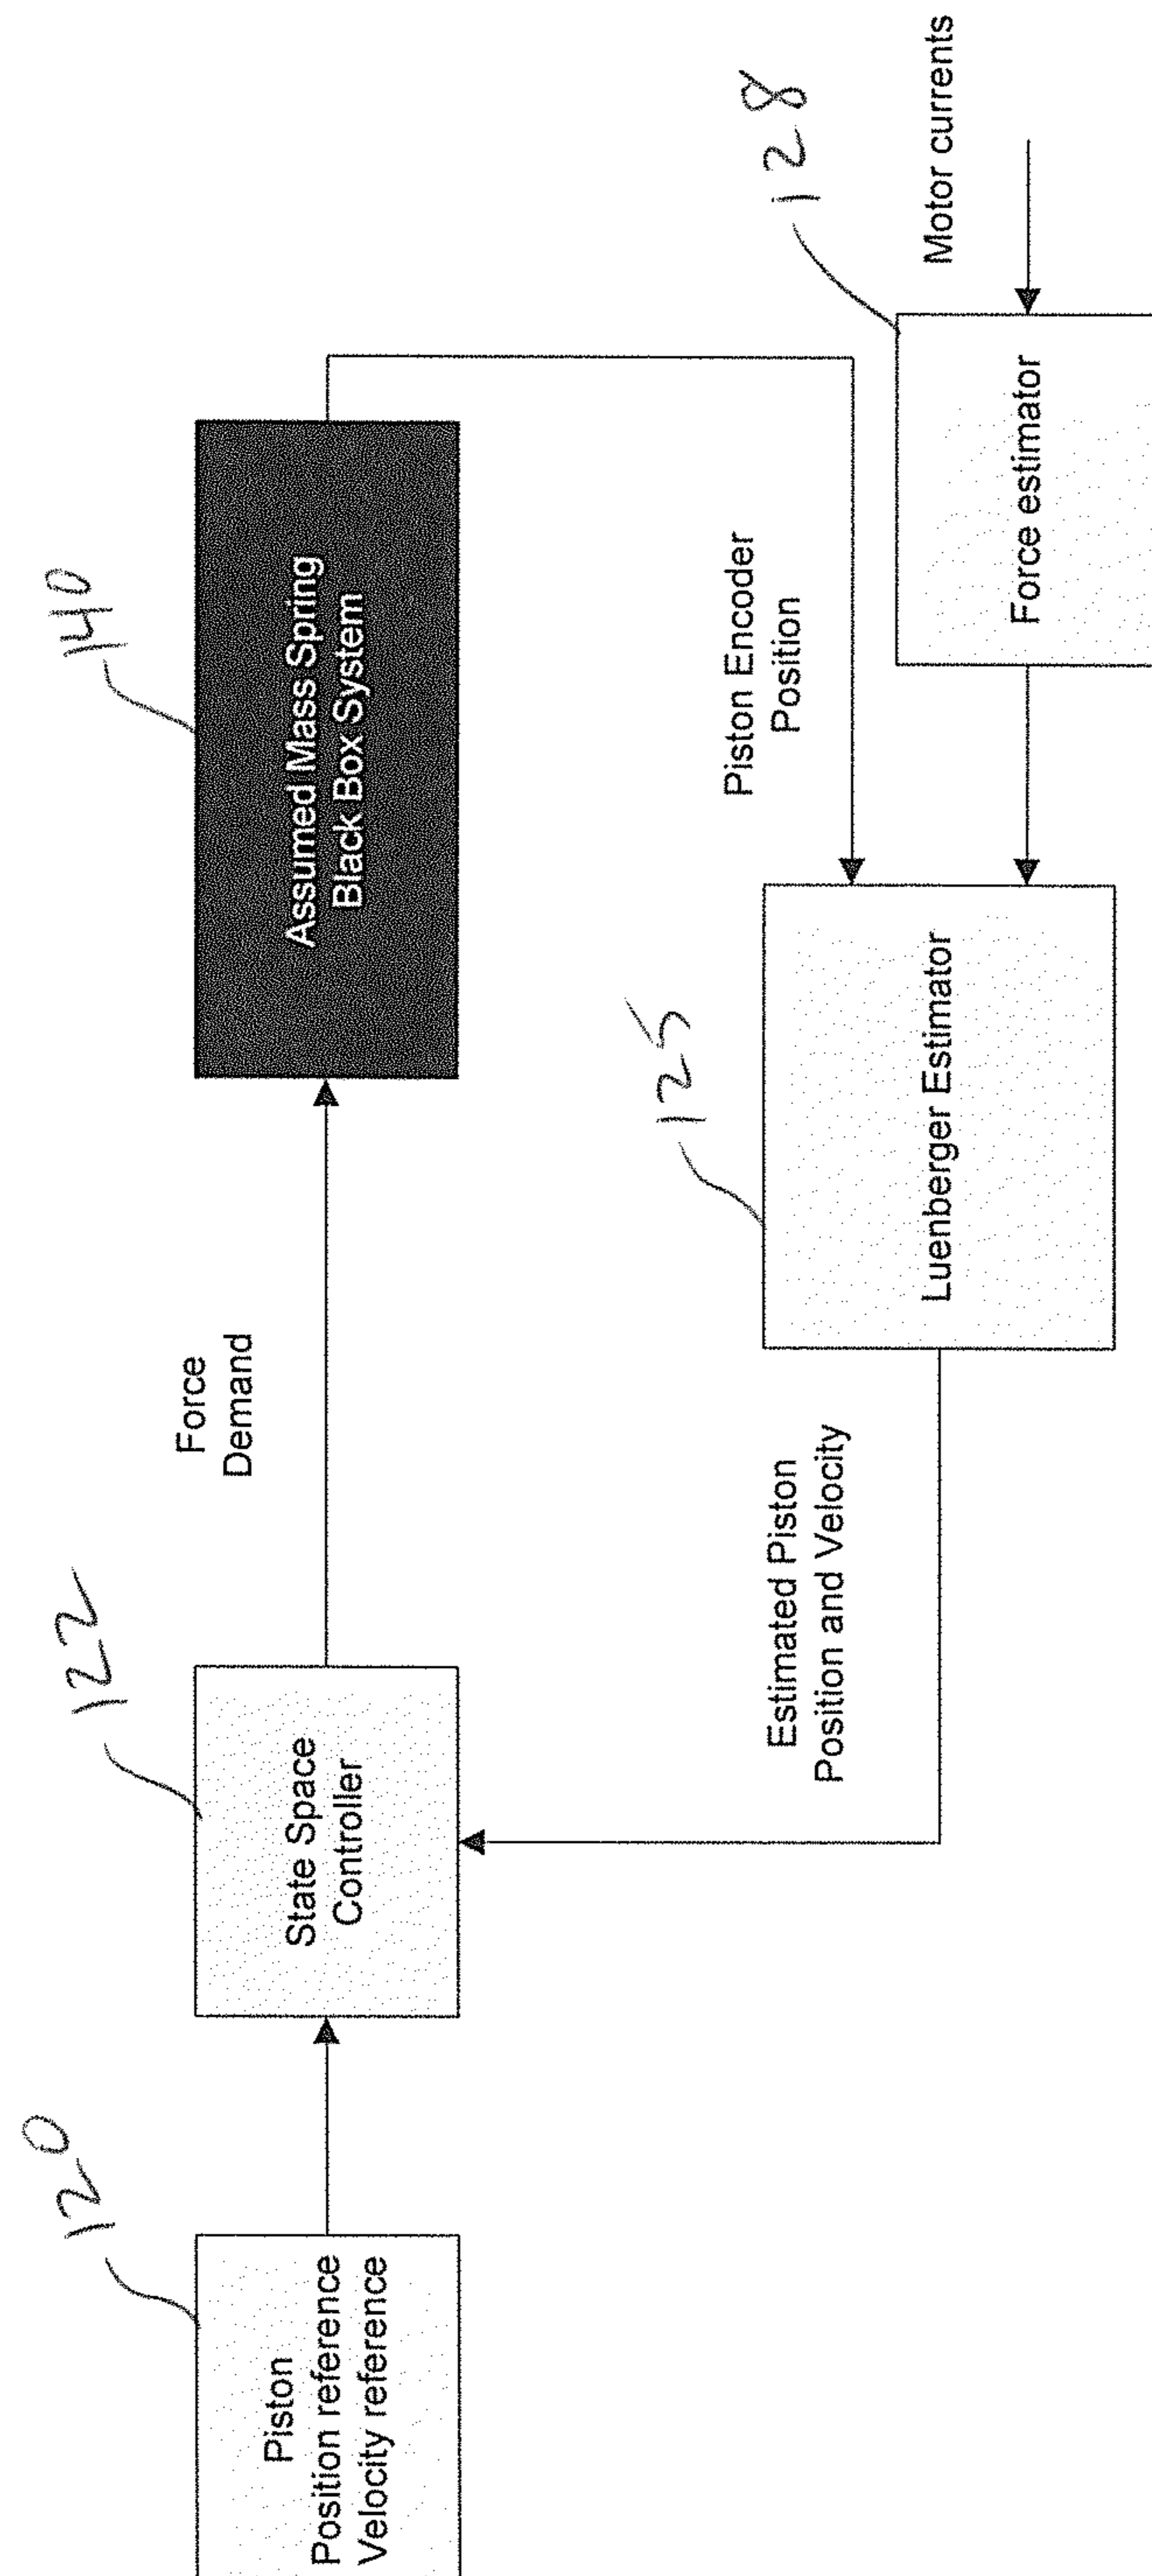 120
Piston
Position reference
Velocity reference
122
State Space
Controller
Force
Demand
140
Assumed Mass Spring
Black Box System
Estimated Piston
Position and Velocity
125
Luenberger Estimator
Piston Encoder
Position
128
Force estimator
Motor currents